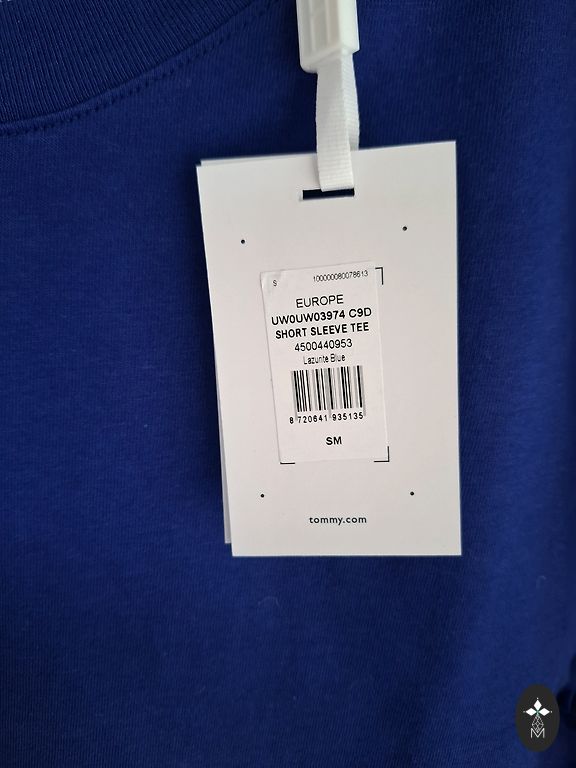 S 100000080078613
EUROPE
UW0UW03974 C9D
SHORT SLEEVE TEE
4500440953
Lazurite Blue
8 720641 935135
SM
tommy.com
M